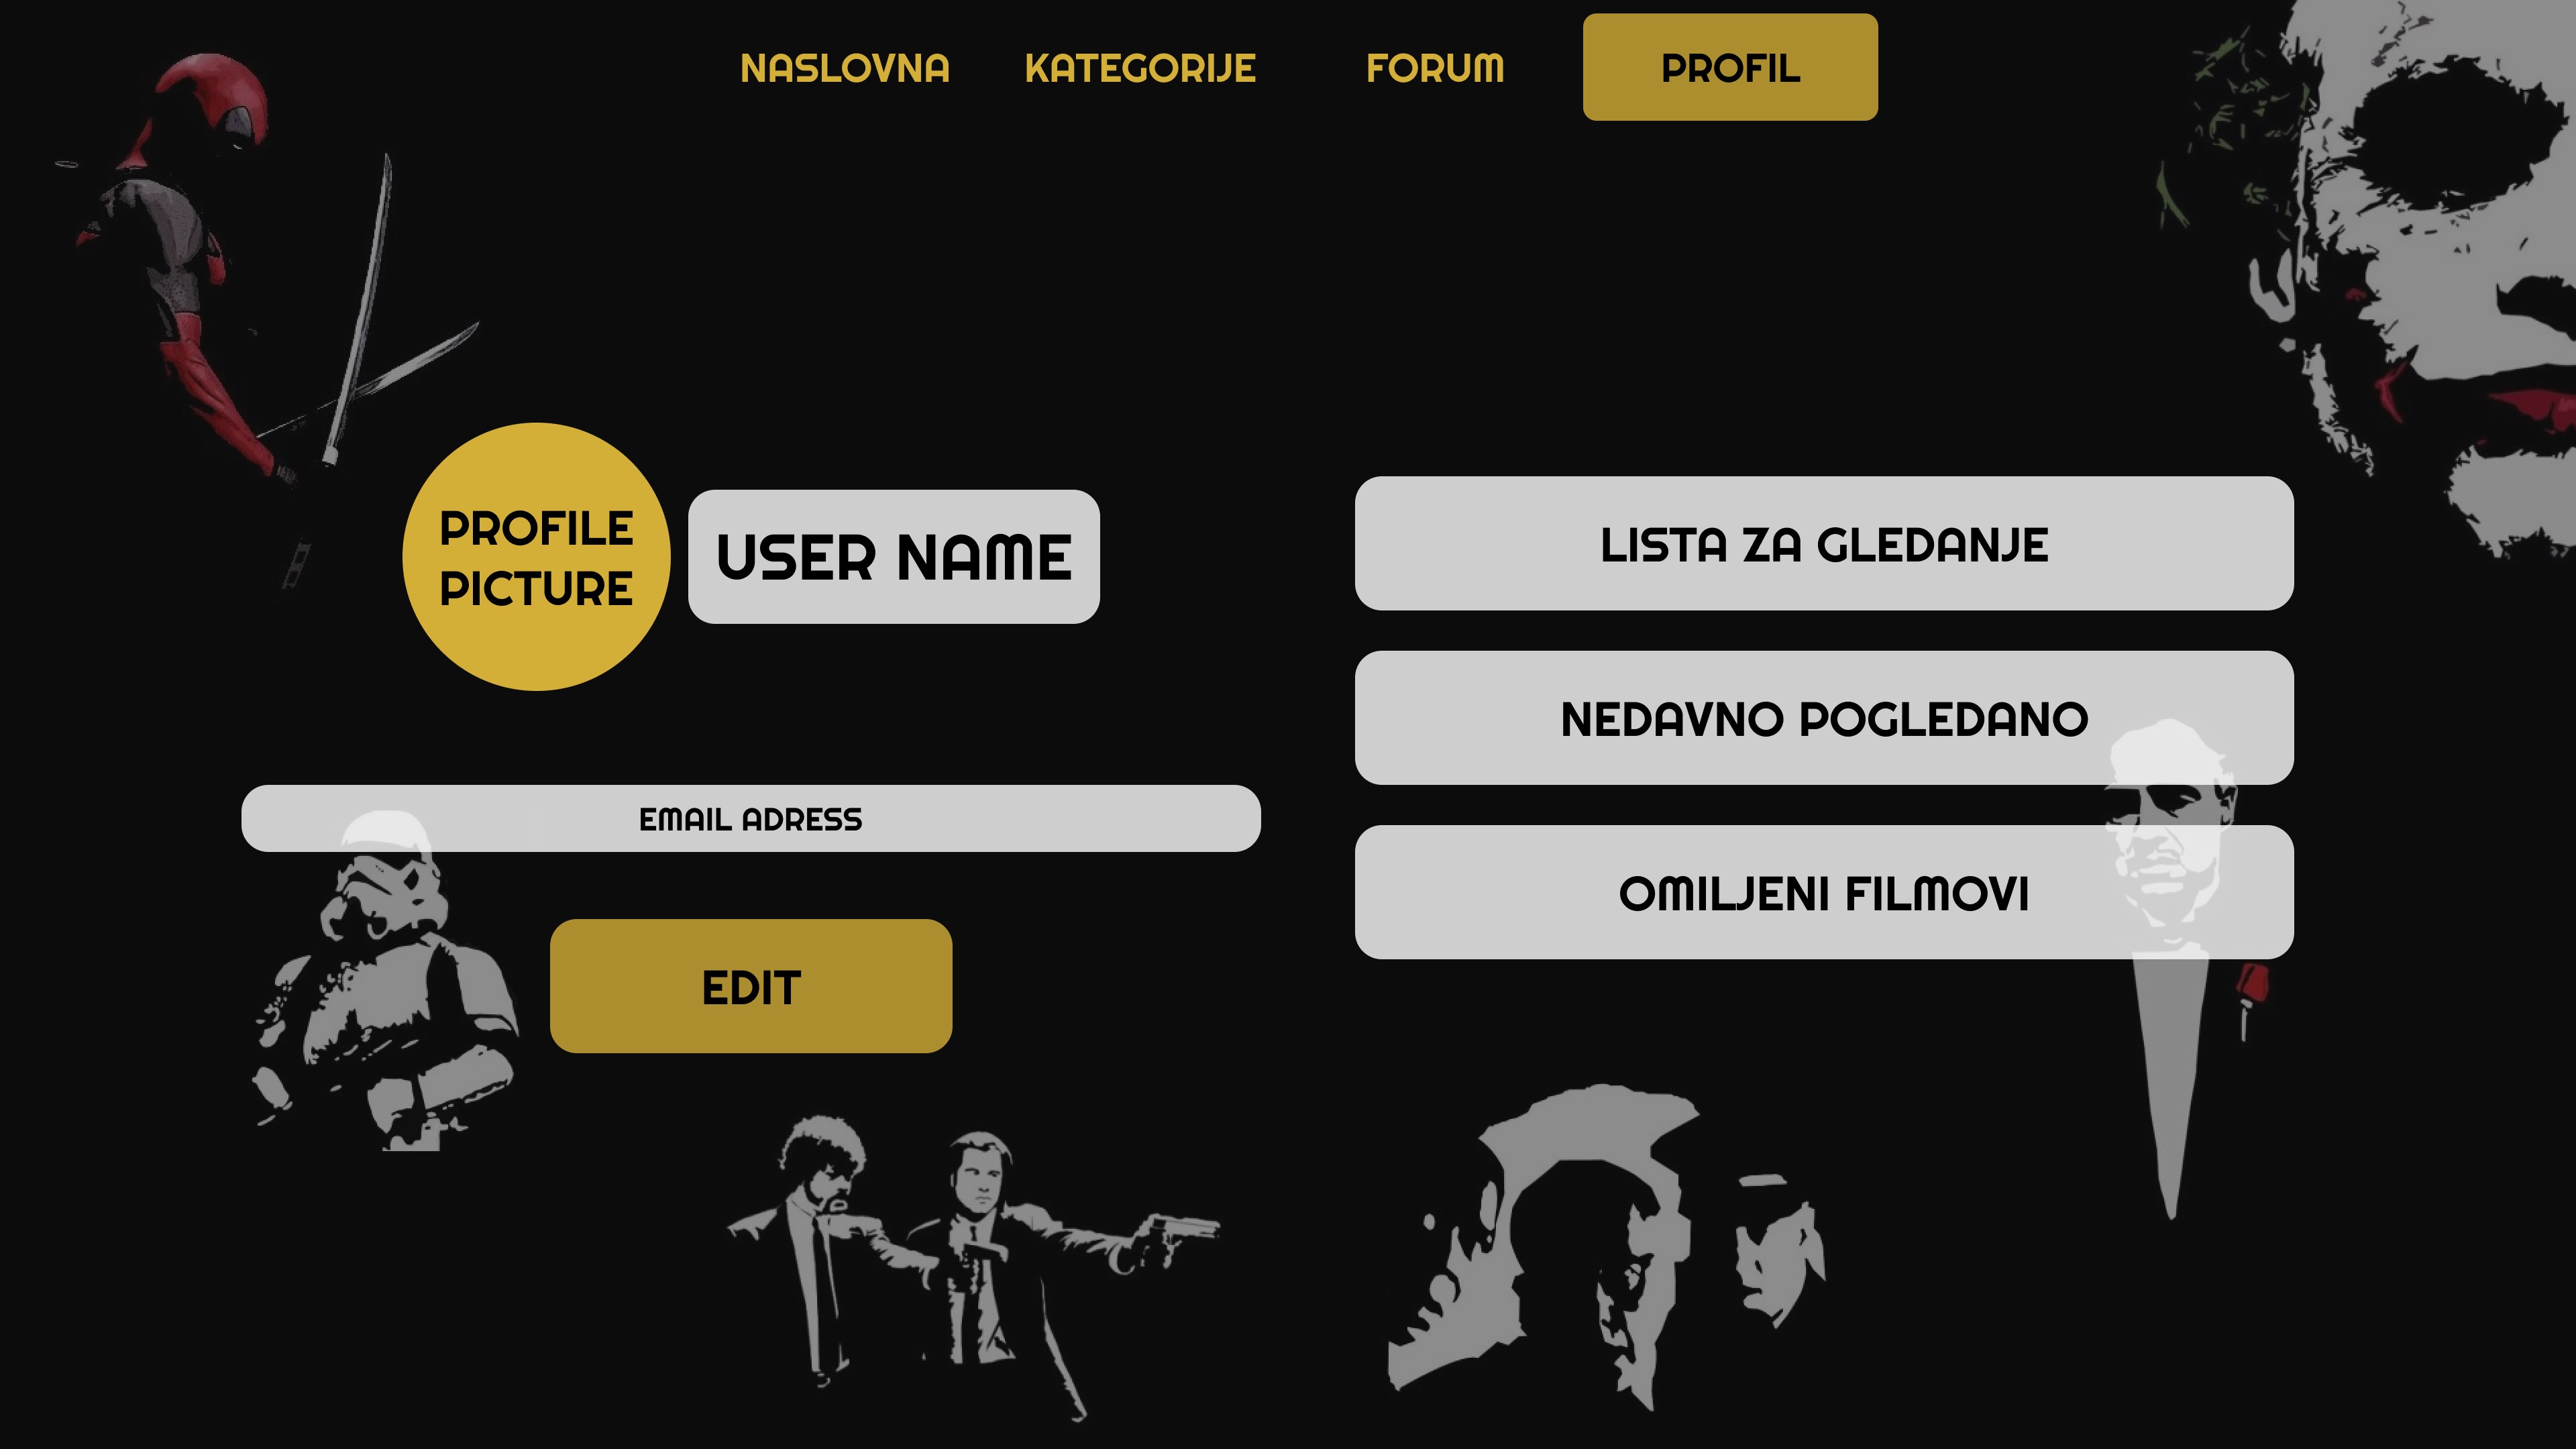 NASLOVNA
KATEGORIJE
FORUM
PROFIL
PROFILE
PICTURE
USER NAME
EMAIL ADRESS
EDIT
LISTA ZA GLEDANJE
NEDAVNO POGLEDANO
OMILJENI FILMOVI